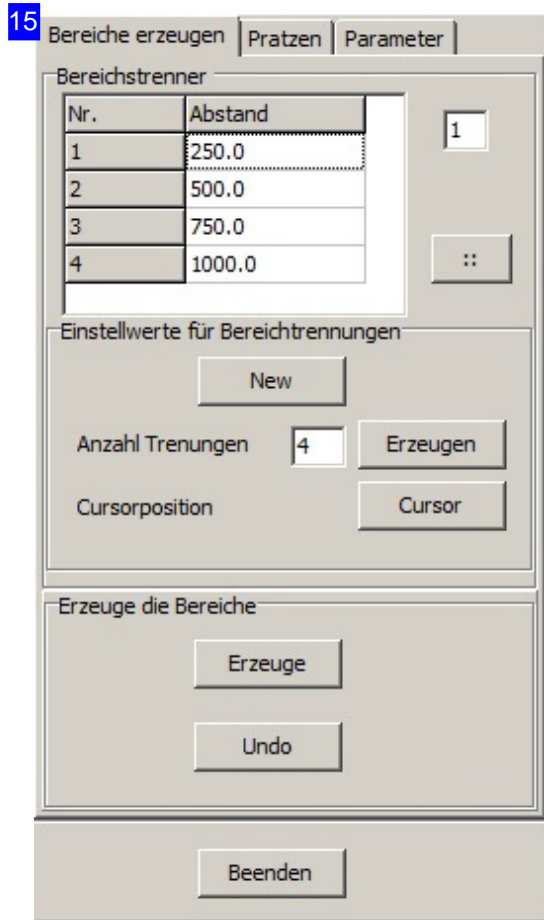 15
Bereiche erzeugen Pratzen Parameter
Bereichstrenner
Nr. Abstand
1
1 250.0
2 500.0
3 750.0
4 1000.0
::
Einstellwerte für Bereichtrennungen
New
Anzahl Trenungen 4 Erzeugen
Cursorposition Cursor
Erzeuge die Bereiche
Erzeuge
Undo
Beenden